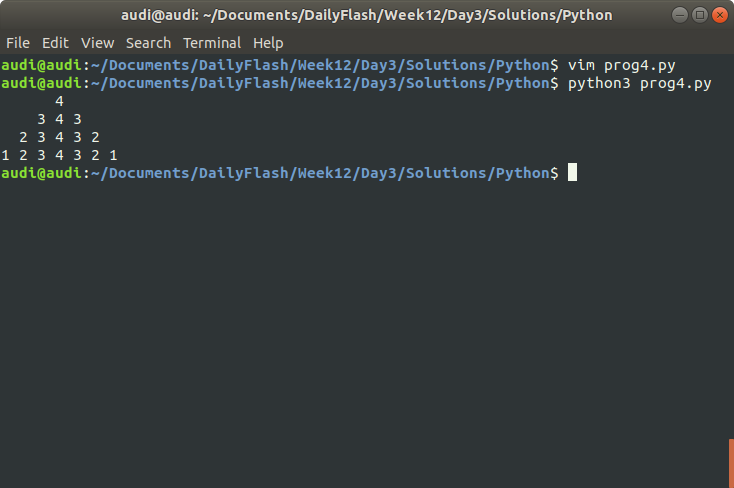 audi@audi: ~/Documents/DailyFlash/Week12/Day3/Solutions/Python
File Edit View Search Terminal Help
audi@audi:~/Documents/DailyFlash/Week12/Day3/Solutions/Python$ vim prog4.py
audi@audi:~/Documents/DailyFlash/Week12/Day3/Solutions/Python$ python3 prog4.py
      4
    3 4 3
  2 3 4 3 2
1 2 3 4 3 2 1
audi@audi:~/Documents/DailyFlash/Week12/Day3/Solutions/Python$